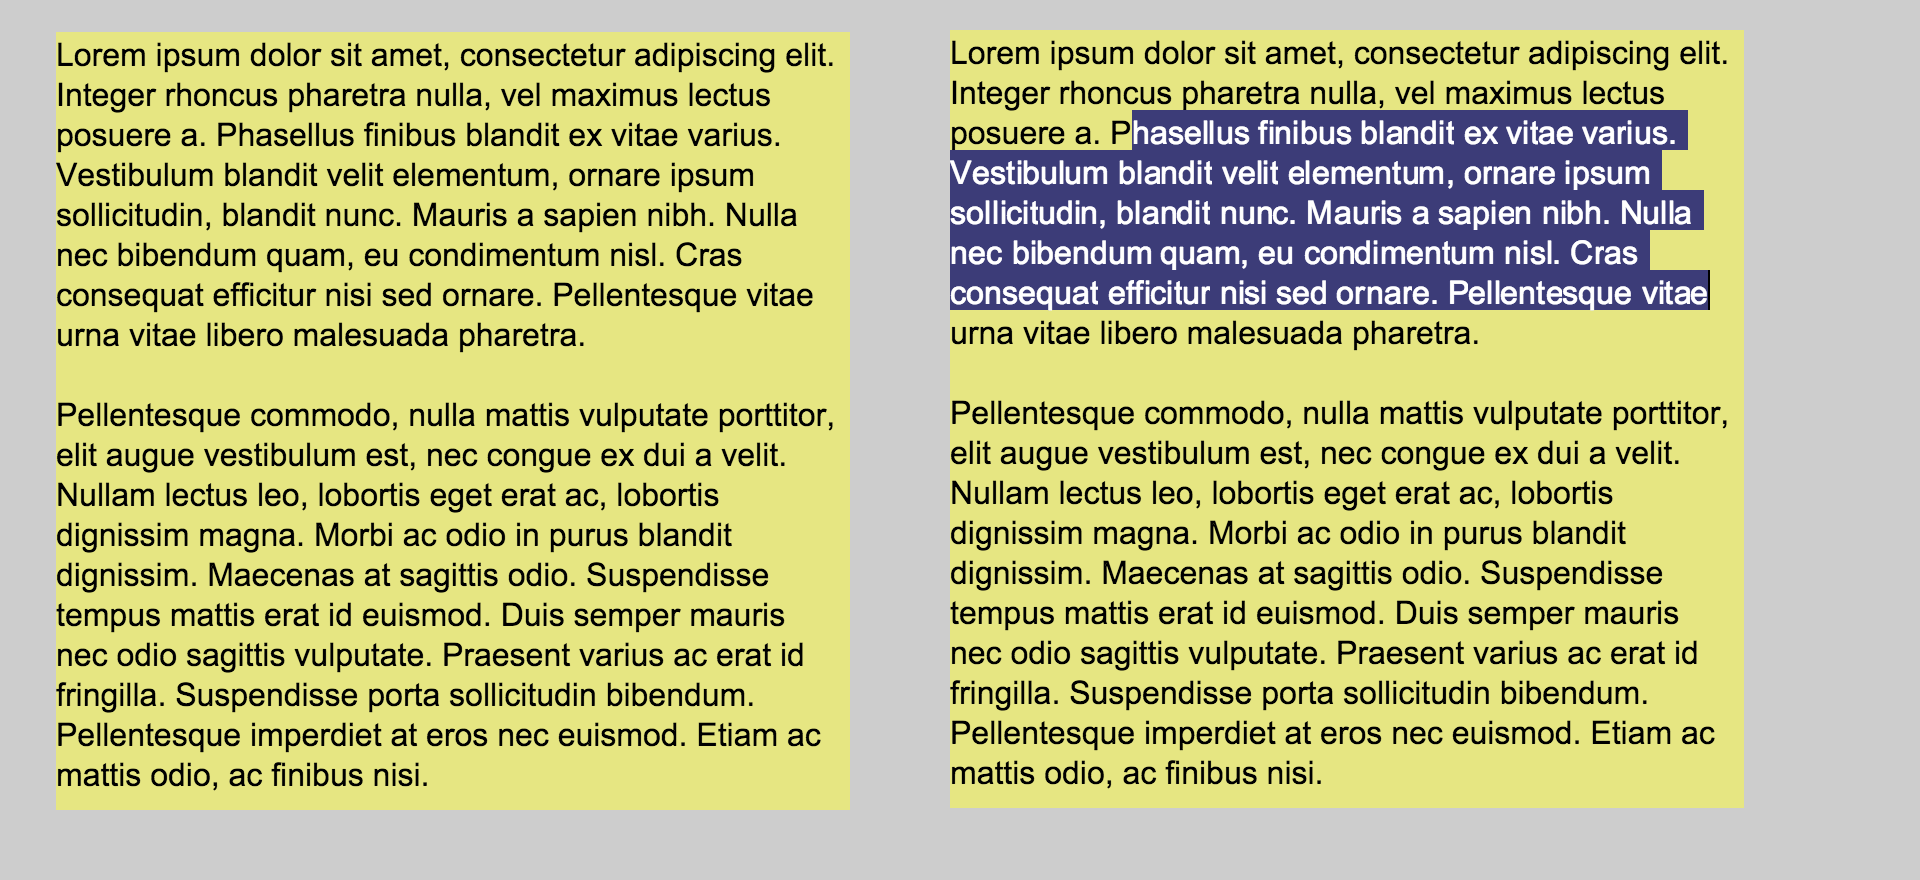 Lorem ipsum dolor sit amet, consectetur adipiscing elit.
Integer rhoncus pharetra nulla, vel maximus lectus
posuere a. Phasellus finibus blandit ex vitae varius.
Vestibulum blandit velit elementum, ornare ipsum
sollicitudin, blandit nunc. Mauris a sapien nibh. Nulla
nec bibendum quam, eu condimentum nisl. Cras
consequat efficitur nisi sed ornare. Pellentesque vitae
urna vitae libero malesuada pharetra.

Pellentesque commodo, nulla mattis vulputate porttitor,
elit augue vestibulum est, nec congue ex dui a velit.
Nullam lectus leo, lobortis eget erat ac, lobortis
dignissim magna. Morbi ac odio in purus blandit
dignissim. Maecenas at sagittis odio. Suspendisse
tempus mattis erat id euismod. Duis semper mauris
nec odio sagittis vulputate. Praesent varius ac erat id
fringilla. Suspendisse porta sollicitudin bibendum.
Pellentesque imperdiet at eros nec euismod. Etiam ac
mattis odio, ac finibus nisi.

Lorem ipsum dolor sit amet, consectetur adipiscing elit.
Integer rhoncus pharetra nulla, vel maximus lectus
posuere a. Phasellus finibus blandit ex vitae varius.
Vestibulum blandit velit elementum, ornare ipsum
sollicitudin, blandit nunc. Mauris a sapien nibh. Nulla
nec bibendum quam, eu condimentum nisl. Cras
consequat efficitur nisi sed ornare. Pellentesque vitae
urna vitae libero malesuada pharetra.

Pellentesque commodo, nulla mattis vulputate porttitor,
elit augue vestibulum est, nec congue ex dui a velit.
Nullam lectus leo, lobortis eget erat ac, lobortis
dignissim magna. Morbi ac odio in purus blandit
dignissim. Maecenas at sagittis odio. Suspendisse
tempus mattis erat id euismod. Duis semper mauris
nec odio sagittis vulputate. Praesent varius ac erat id
fringilla. Suspendisse porta sollicitudin bibendum.
Pellentesque imperdiet at eros nec euismod. Etiam ac
mattis odio, ac finibus nisi.